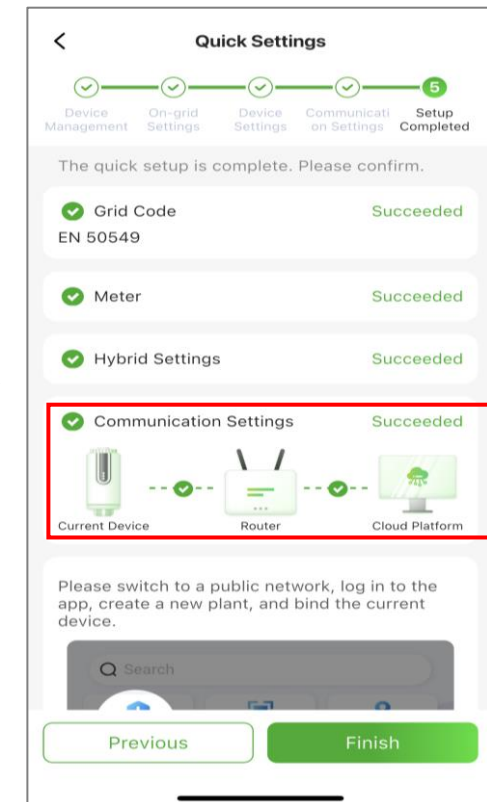 Quick Settings
5
Device Management
On-grid Settings
Device Settings
Communicati on Settings
Setup Completed
The quick setup is complete. Please confirm.
Grid Code Succeeded
EN 50549
Meter Succeeded
Hybrid Settings Succeeded
Communication Settings Succeeded
Current Device Router Cloud Platform
Please switch to a public network, log in to the
app, create a new plant, and bind the current
device.
Search
Previous Finish